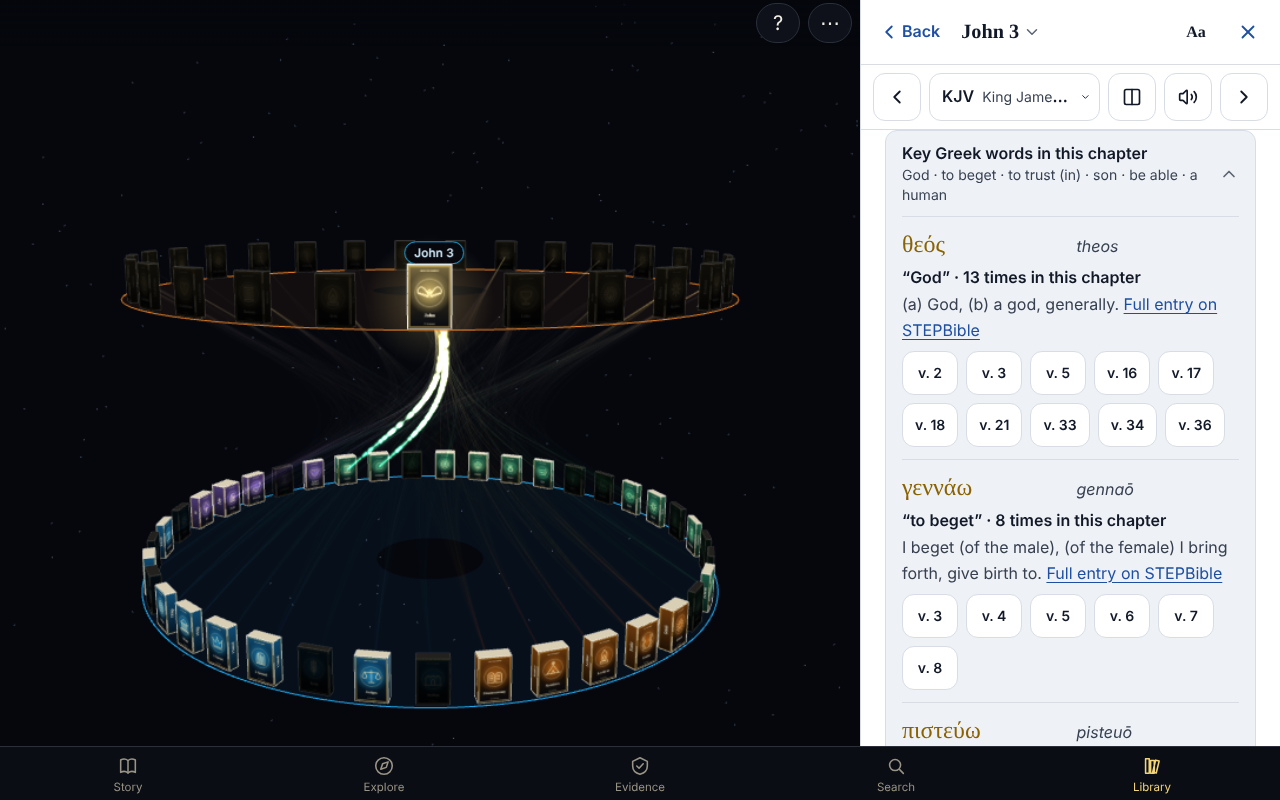 ?
...
John 3
Back
John 3
Aa
KJV King Jame...
Key Greek words in this chapter
God · to beget · to trust (in) · son · be able · a
human
θεός theos
“God” · 13 times in this chapter
(a) God, (b) a god, generally. Full entry on
STEPBible
v. 2 v. 3 v. 5 v. 16 v. 17
v. 18 v. 21 v. 33 v. 34 v. 36
γεννάω gennaō
“to beget” · 8 times in this chapter
I beget (of the male), (of the female) I bring
forth, give birth to. Full entry on STEPBible
v. 3 v. 4 v. 5 v. 6 v. 7
v. 8
πιστεύω pisteuō
Story Explore Evidence Search Library